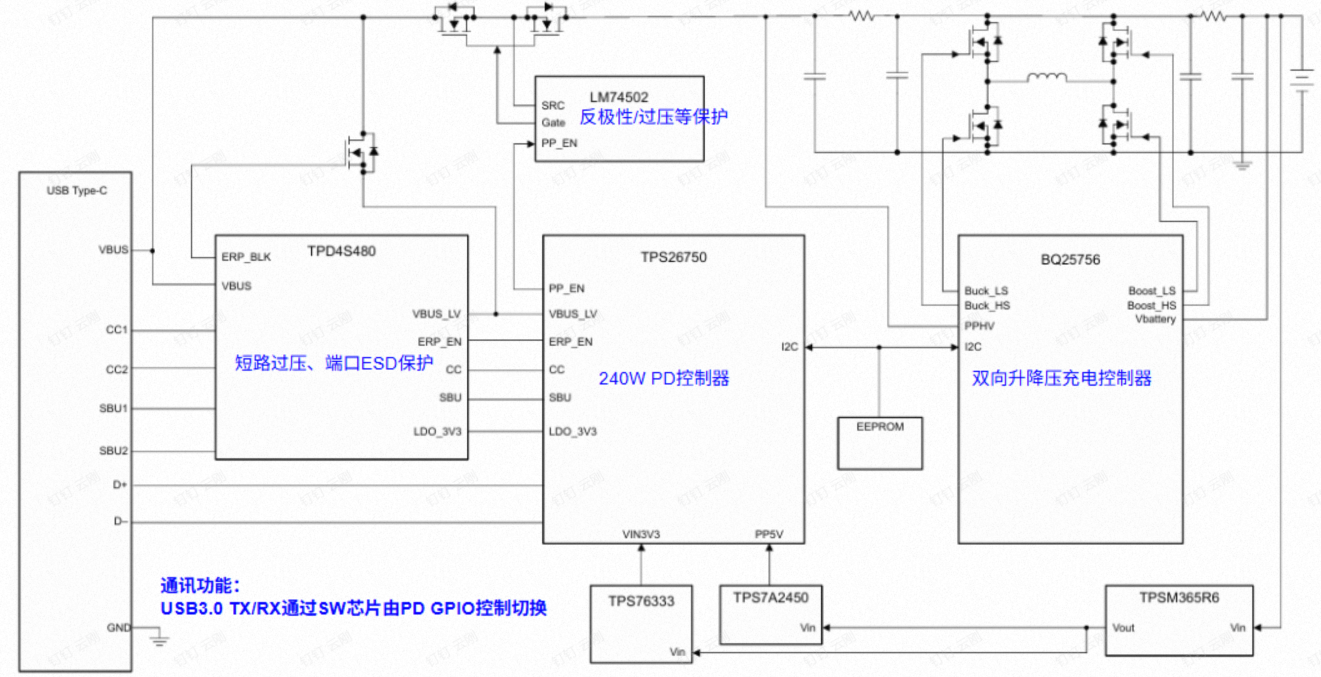 LM74502
SRC
反极性/过压等保护
Gate
PP_EN
USB Type-C
VBUS
CC1
CC2
SBU1
SBU2
D+
D-
GND
TPD4S480
ERP_BLK
VBUS
VBUS_LV
ERP_EN
短路过压、端口ESD保护
CC
SBU
LDO_3V3
TPS26750
PP_EN
VBUS_LV
ERP_EN
I2C
CC
240W PD控制器
SBU
LDO_3V3
VIN3V3
PP5V
EEPROM
BQ25756
Buck_LS
Boost_LS
Buck_HS
Boost_HS
Vbattery
PPHV
I2C
双向升降压充电控制器
通讯功能：
USB3.0 TX/RX通过SW芯片由PD GPIO控制切换
TPS76333
Vin
TPS7A2450
Vin
TPSM365R6
Vout
Vin